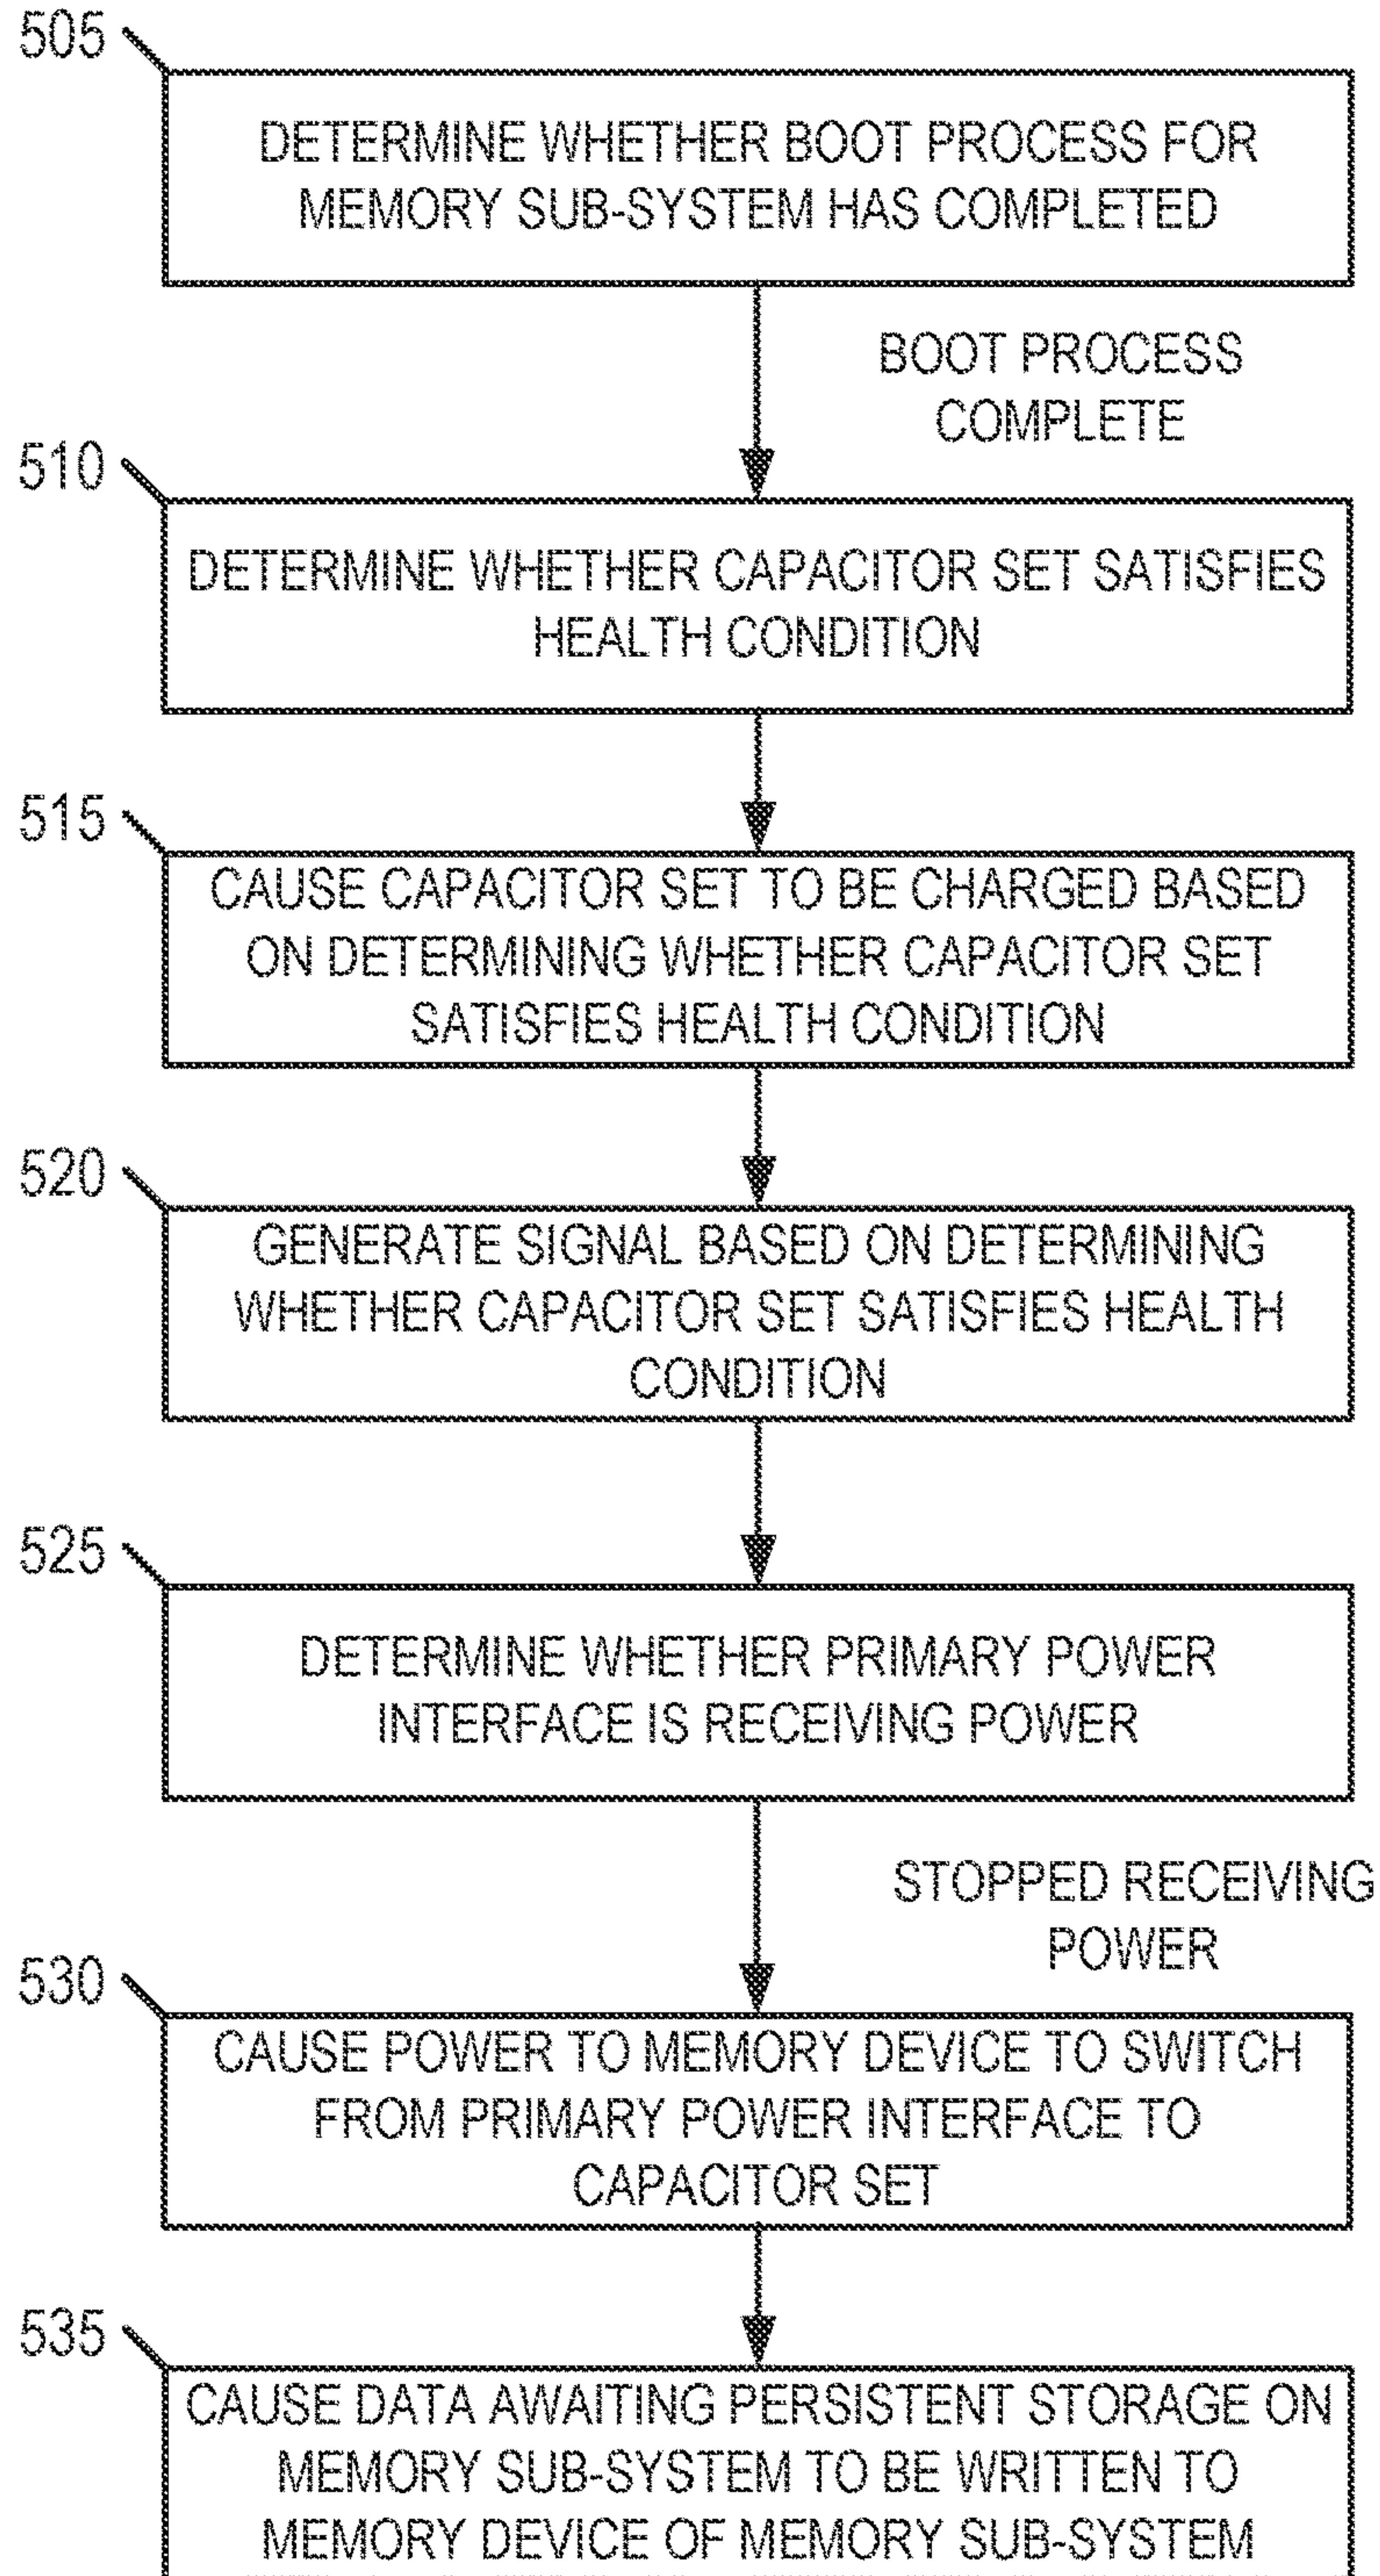 505
DETERMINE WHETHER BOOT PROCESS FOR
MEMORY SUB-SYSTEM HAS COMPLETED
BOOT PROCESS
COMPLETE
510
DETERMINE WHETHER CAPACITOR SET SATISFIES
HEALTH CONDITION
515
CAUSE CAPACITOR SET TO BE CHARGED BASED
ON DETERMINING WHETHER CAPACITOR SET
SATISFIES HEALTH CONDITION
520
GENERATE SIGNAL BASED ON DETERMINING
WHETHER CAPACITOR SET SATISFIES HEALTH
CONDITION
525
DETERMINE WHETHER PRIMARY POWER
INTERFACE IS RECEIVING POWER
STOPPED RECEIVING
POWER
530
CAUSE POWER TO MEMORY DEVICE TO SWITCH
FROM PRIMARY POWER INTERFACE TO
CAPACITOR SET
535
CAUSE DATA AWAITING PERSISTENT STORAGE ON
MEMORY SUB-SYSTEM TO BE WRITTEN TO
MEMORY DEVICE OF MEMORY SUB-SYSTEM